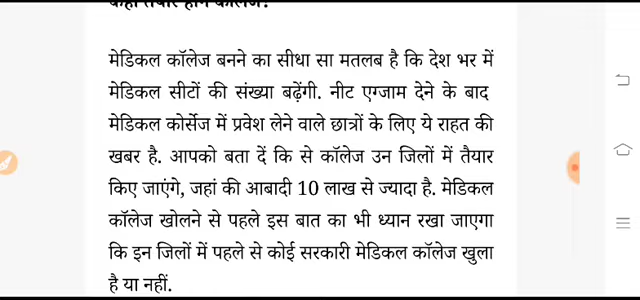 कहां तैयार होंगे कॉलेज?
मेडिकल कॉलेज बनने का सीधा सा मतलब है कि देश भर में
मेडिकल सीटों की संख्या बढ़ेंगी. नीट एग्जाम देने के बाद
मेडिकल कोर्सेज में प्रवेश लेने वाले छात्रों के लिए ये राहत की
खबर है. आपको बता दें कि से कॉलेज उन जिलों में तैयार
किए जाएंगे, जहां की आबादी 10 लाख से ज्यादा है. मेडिकल
कॉलेज खोलने से पहले इस बात का भी ध्यान रखा जाएगा
कि इन जिलों में पहले से कोई सरकारी मेडिकल कॉलेज खुला
है या नहीं.